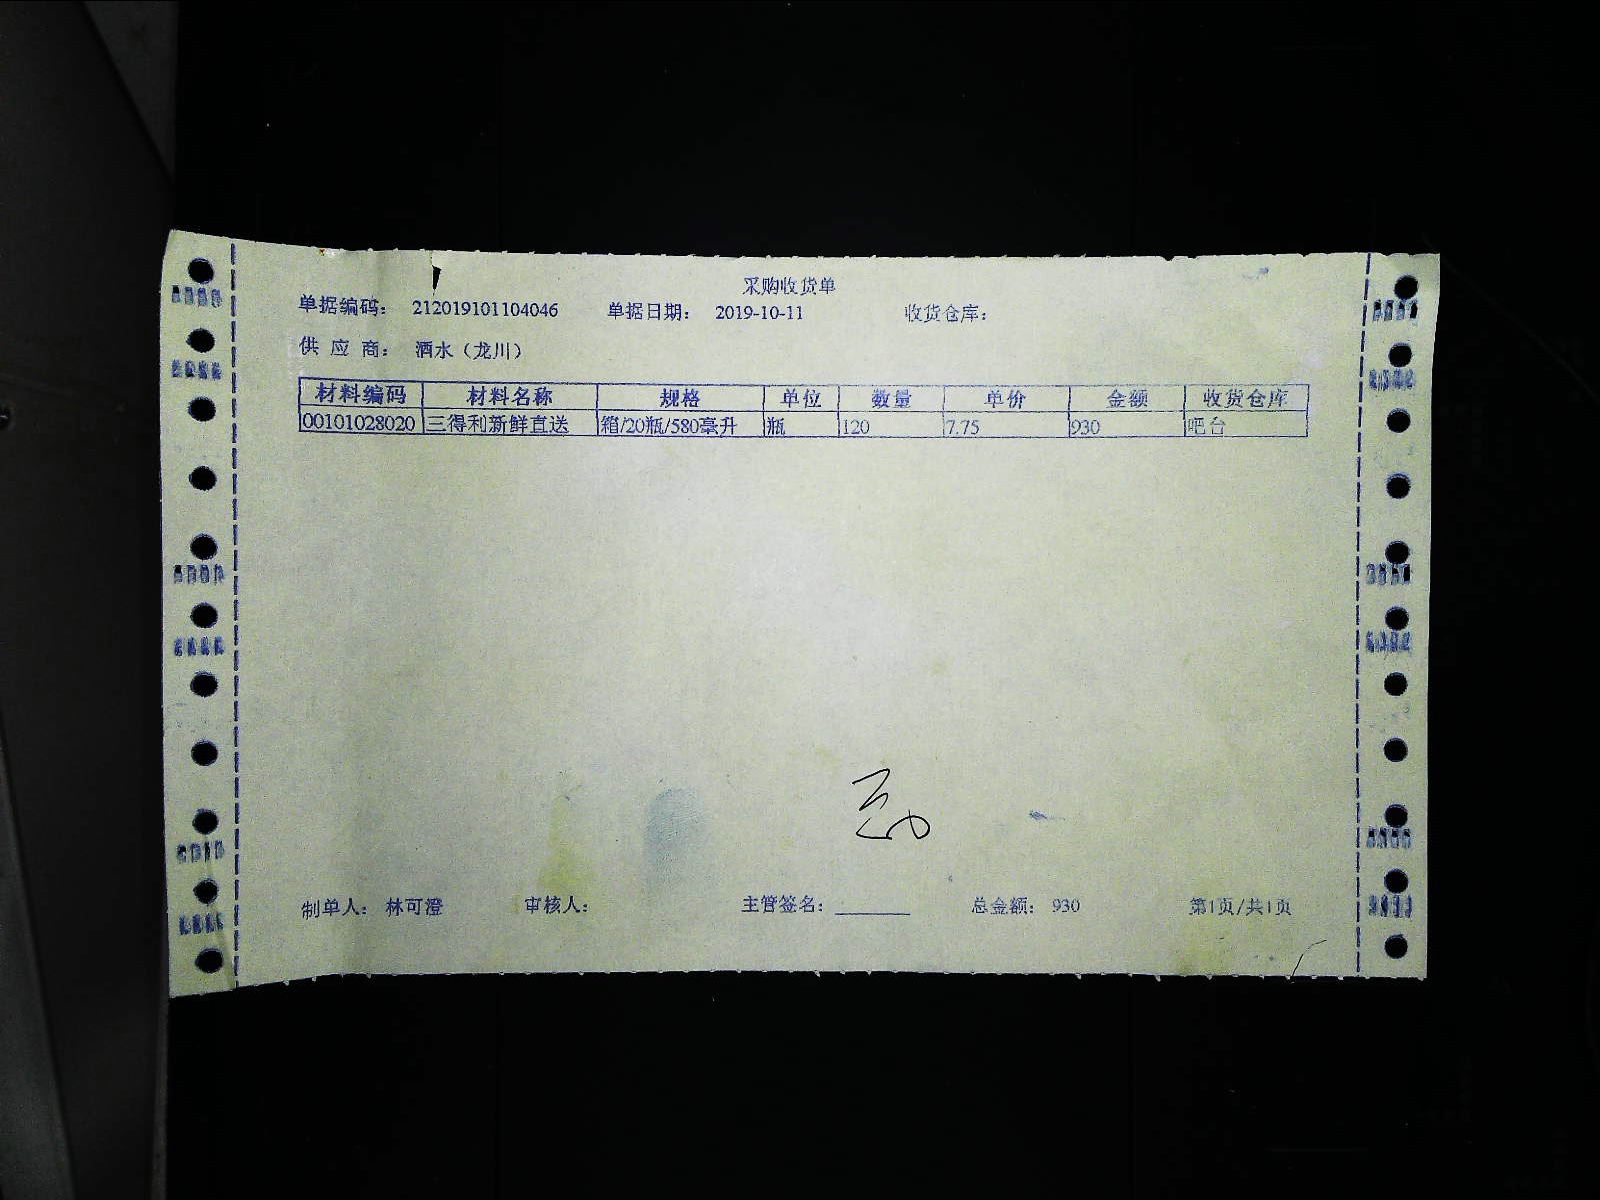 采购收货单
单据编码： 212019101104046 单据日期： 2019-10-11 收货仓库：
供 应 商： 酒水（龙川）
材料编码 材料名称 规格 单位 数量 单价 金额 收货仓库
00101028020 三得利新鲜直送 箱/20瓶/580毫升 瓶 120 7.75 930 吧台
制单人： 林可澄 审核人： 主管签名：______ 总金额： 930 第1页/共1页